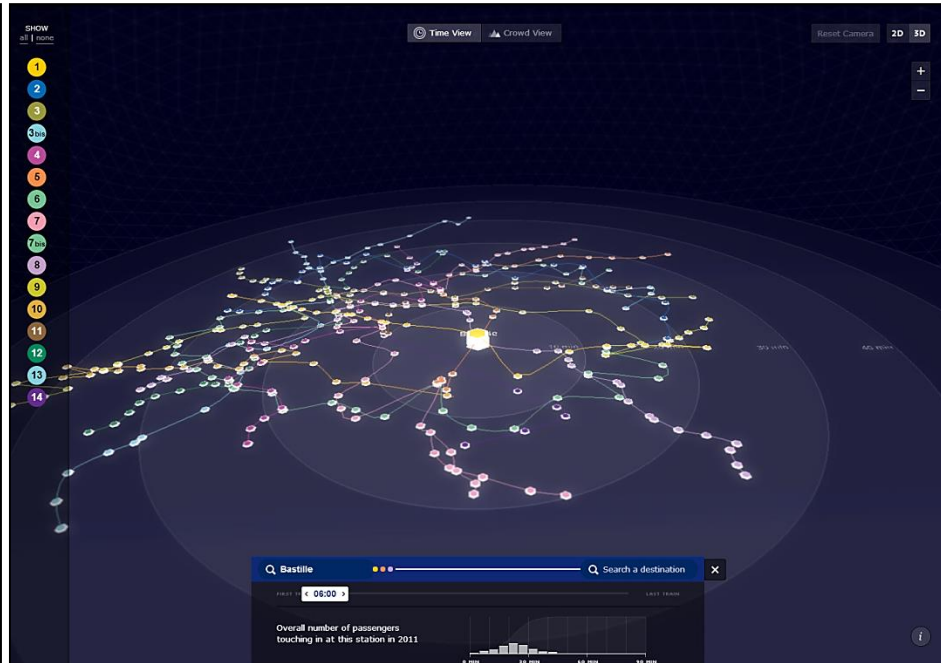 SHOW
all | none
1
2
3
3bis
4
5
6
7
7bis
8
9
10
11
12
13
14
Time View
Crowd View
Reset Camera
2D
3D
+
−
Bastille
Search a destination
×
‹ 06:00 ›
LAST TRAIN
Overall number of passengers
touching in at this station in 2011
i